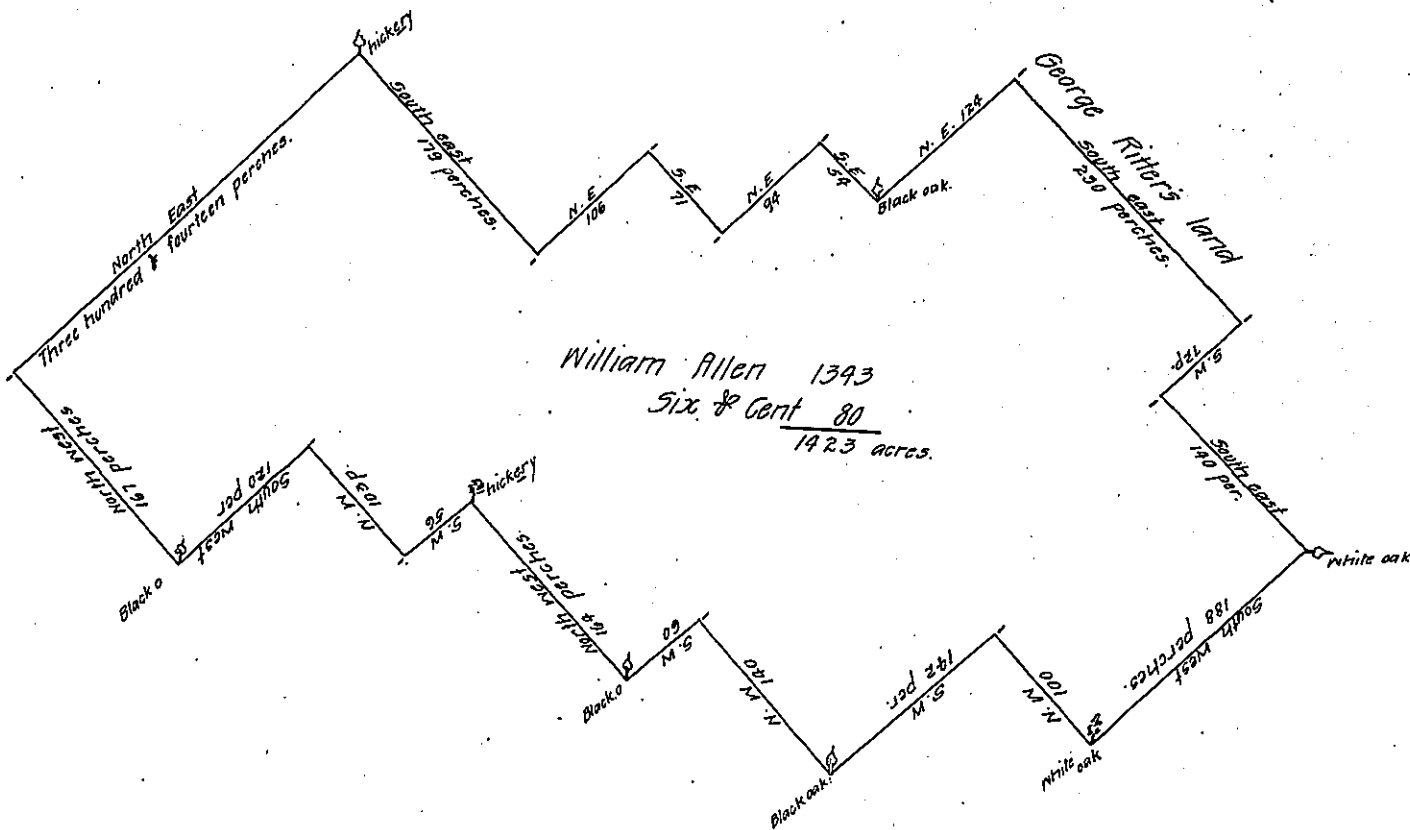 hickery
North East
Three hundred & fourteen perches.
South east
179 perches.
N. E
106
S. E
71
N. E
94
S. E
54
Black oak.
N. E. 124
George Ritter's land
South east
230 perches.
S. W
72p.
South east
140 per.
White oak
South West
188 perches.
White oak
N. W
100
S. W
142 per.
Black oak.
N. W
140
S. W
60
Black. o
North West
164 perches.
hickery
S. W
56
N. W
103p.
South West
120 per
Black o
North West
167 perches
William Allen 1343
Six & Cent 80
1423 acres.